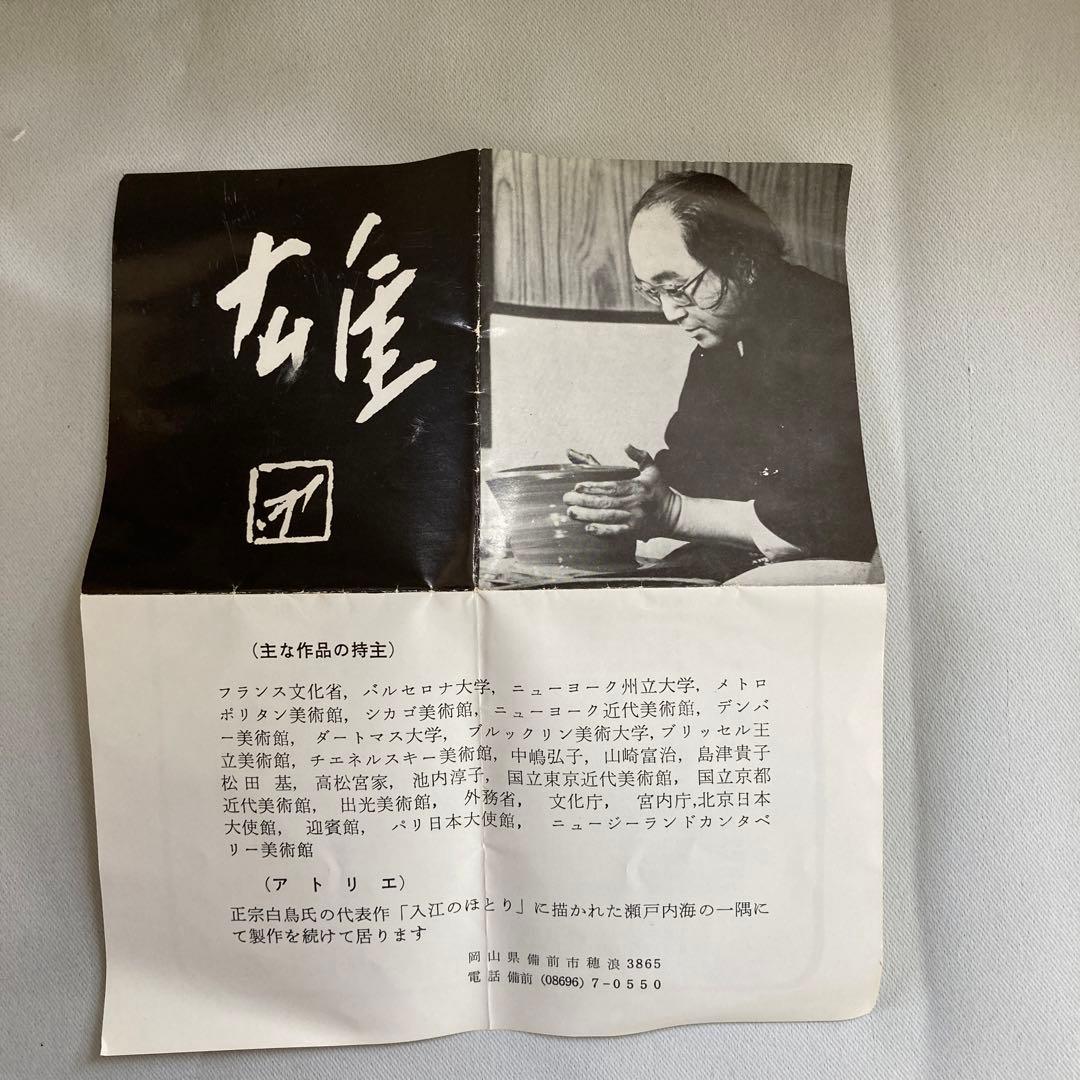 雄
(主な作品の持主)
フランス文化省, バルセロナ大学, ニューヨーク州立大学, メトロ
ポリタン美術館, シカゴ美術館, ニューヨーク近代美術館, デンバ
ー美術館, ダートマス大学, ブルックリン美術大学, ブリッセル王
立美術館, チエネルスキー美術館, 中嶋弘子, 山崎富治, 島津貴子
松田 基, 高松宮家, 池内淳子, 国立東京近代美術館, 国立京都
近代美術館, 出光美術館, 外務省, 文化庁, 宮内庁,北京日本
大使館, 迎賓館, パリ日本大使館, ニュージーランドカンタベ
リー美術館
(アトリエ)
正宗白鳥氏の代表作「入江のほとり」に描かれた瀬戸内海の一隅に
て製作を続けて居ります
岡山県備前市穂浪3865
電話備前(08696)7-0550